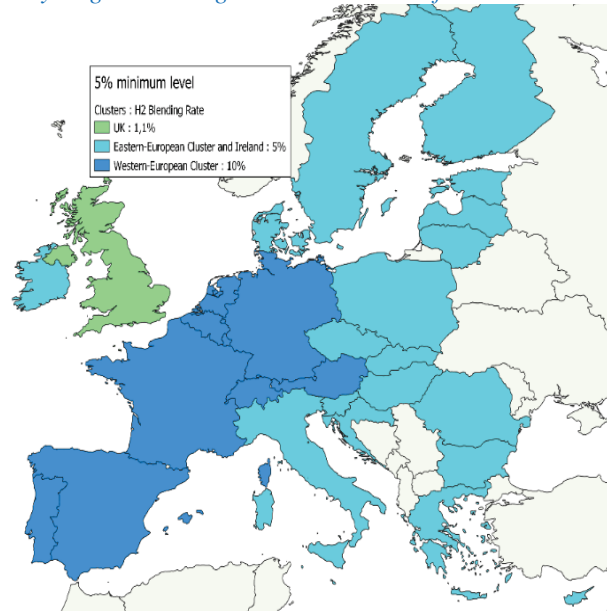 5% minimum level
Clusters : H2 Blending Rate
UK : 1,1%
Eastern-European Cluster and Ireland : 5%
Western-European Cluster : 10%